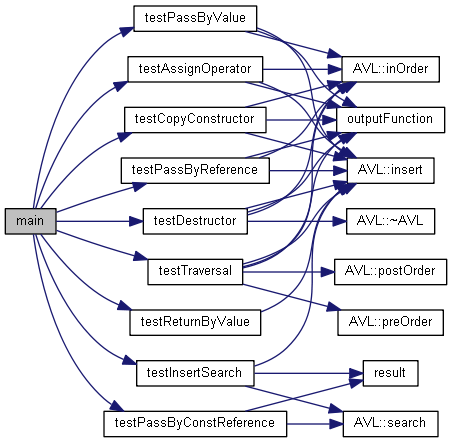 main
testPassByValue
testAssignOperator
testCopyConstructor
testPassByReference
testDestructor
testTraversal
testReturnByValue
testInsertSearch
testPassByConstReference
AVL::inOrder
outputFunction
AVL::insert
AVL::~AVL
AVL::postOrder
AVL::preOrder
result
AVL::search